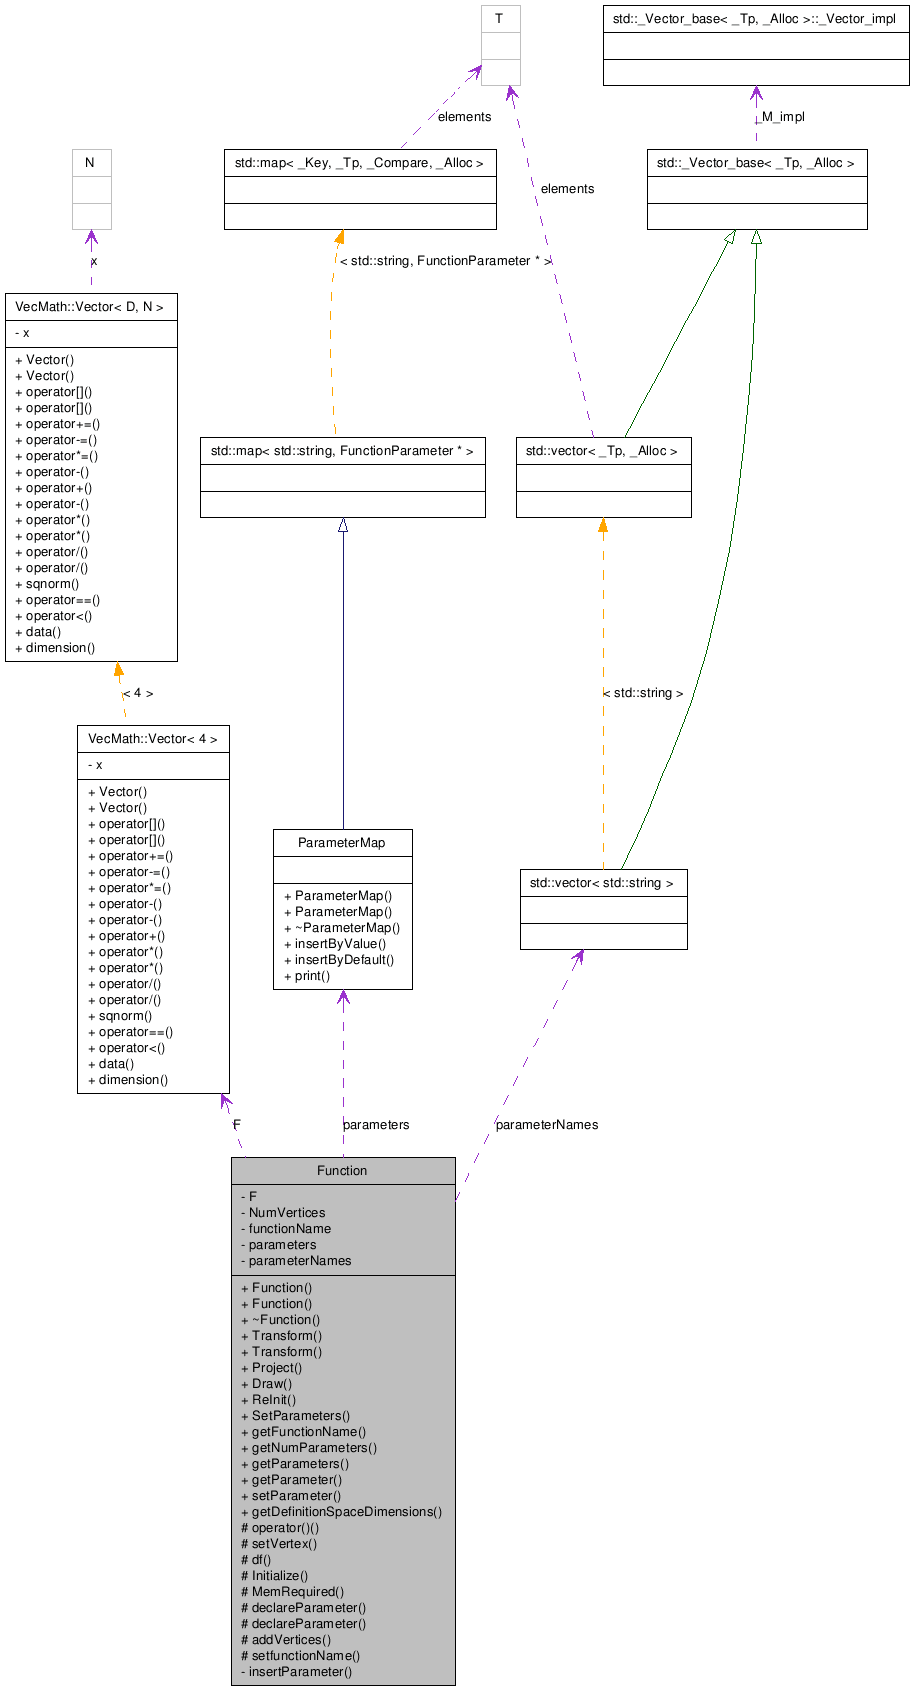 T
std::_Vector_base< _Tp, _Alloc >::_Vector_impl
elements
_M_impl
N
std::map< _Key, _Tp, _Compare, _Alloc >
std::_Vector_base< _Tp, _Alloc >
elements
x
< std::string, FunctionParameter * >
VecMath::Vector< D, N >
- x
+ Vector()
+ Vector()
+ operator[]()
+ operator[]()
+ operator+=()
+ operator-=()
+ operator*=()
+ operator-()
+ operator+()
+ operator-()
+ operator*()
+ operator*()
+ operator/()
+ operator/()
+ sqnorm()
+ operator==()
+ operator<()
+ data()
+ dimension()
std::map< std::string, FunctionParameter * >
std::vector< _Tp, _Alloc >
< 4 >
< std::string >
VecMath::Vector< 4 >
- x
+ Vector()
+ Vector()
+ operator[]()
+ operator[]()
+ operator+=()
+ operator-=()
+ operator*=()
+ operator-()
+ operator-()
+ operator+()
+ operator*()
+ operator*()
+ operator/()
+ operator/()
+ sqnorm()
+ operator==()
+ operator<()
+ data()
+ dimension()
ParameterMap
+ ParameterMap()
+ ParameterMap()
+ ~ParameterMap()
+ insertByValue()
+ insertByDefault()
+ print()
std::vector< std::string >
F
parameters
parameterNames
Function
- F
- NumVertices
- functionName
- parameters
- parameterNames
+ Function()
+ Function()
+ ~Function()
+ Transform()
+ Transform()
+ Project()
+ Draw()
+ ReInit()
+ SetParameters()
+ getFunctionName()
+ getNumParameters()
+ getParameters()
+ getParameter()
+ setParameter()
+ getDefinitionSpaceDimensions()
# operator()()
# setVertex()
# df()
# Initialize()
# MemRequired()
# declareParameter()
# declareParameter()
# addVertices()
# setfunctionName()
- insertParameter()